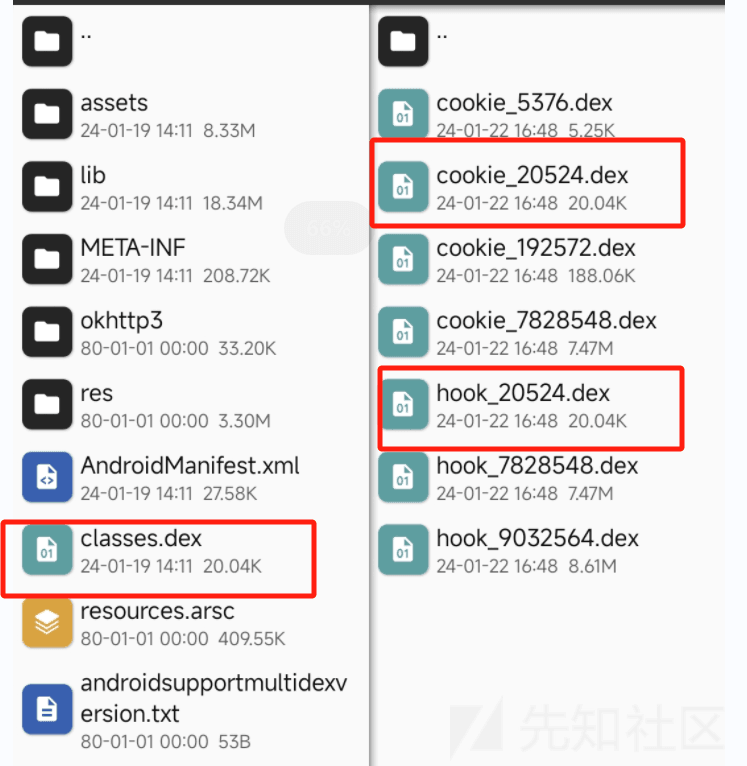 ..
assets
24-01-19 14:11 8.33M
lib
24-01-19 14:11 18.34M
META-INF
24-01-19 14:11 208.72K
okhttp3
80-01-01 00:00 33.20K
res
80-01-01 00:00 3.30M
AndroidManifest.xml
24-01-19 14:11 27.58K
classes.dex
24-01-19 14:11 20.04K
resources.arsc
80-01-01 00:00 409.55K
androidsupportmultidexv
ersion.txt
80-01-01 00:00 53B
..
cookie_5376.dex
24-01-22 16:48 5.25K
cookie_20524.dex
24-01-22 16:48 20.04K
cookie_192572.dex
24-01-22 16:48 188.06K
cookie_7828548.dex
24-01-22 16:48 7.47M
hook_20524.dex
24-01-22 16:48 20.04K
hook_7828548.dex
24-01-22 16:48 7.47M
hook_9032564.dex
24-01-22 16:48 8.61M
先知社区